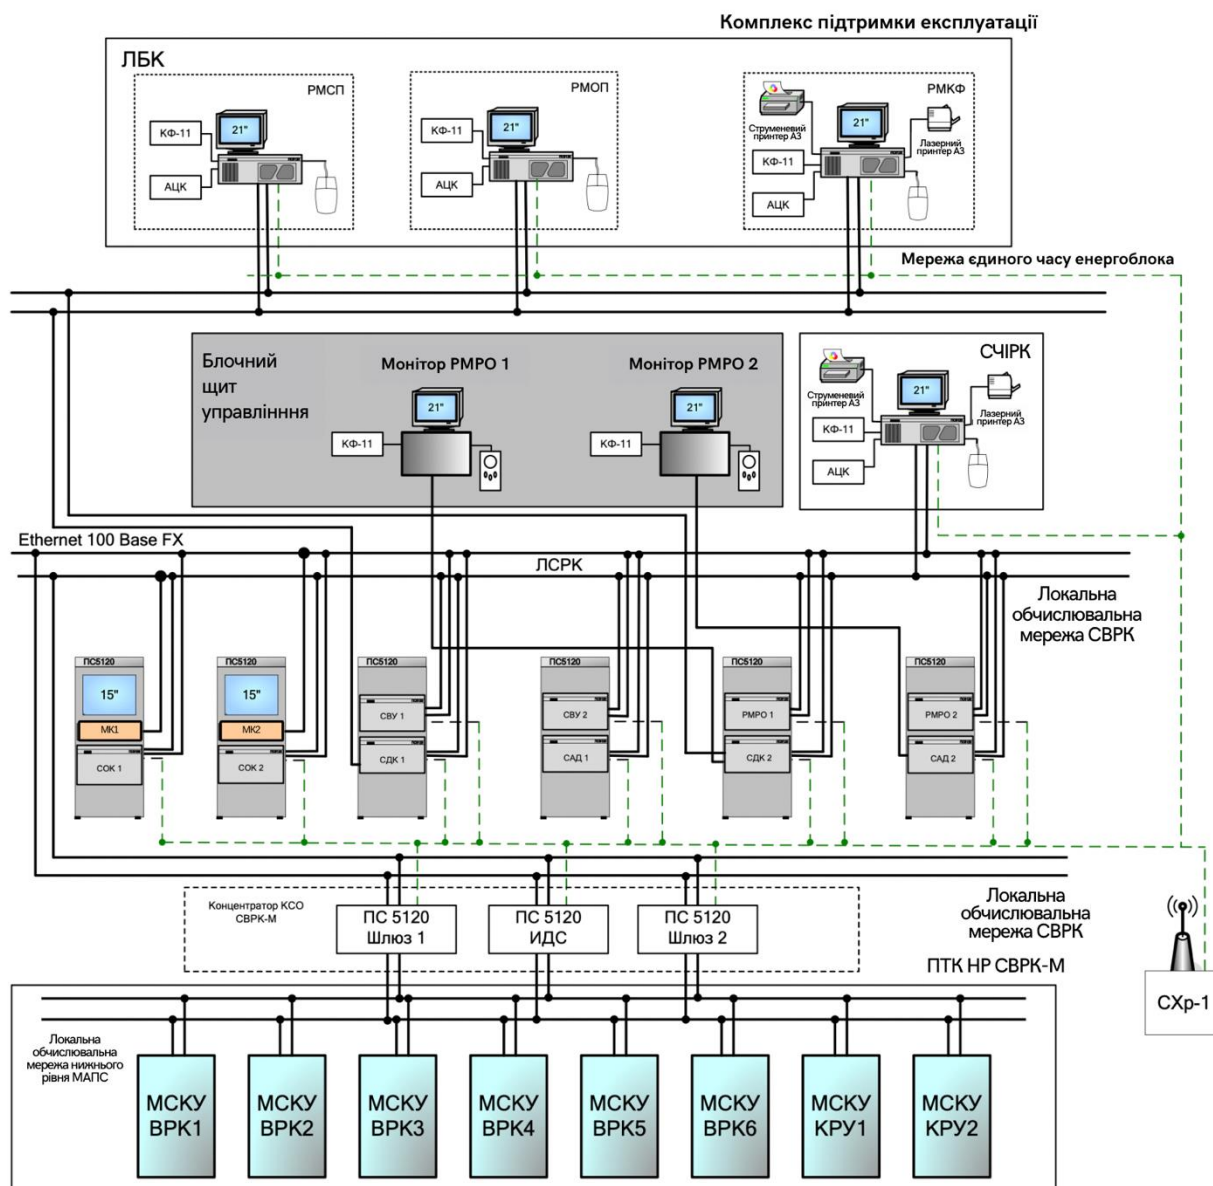 Комплекс підтримки експлуатації
ЛБК
РМСП
21"
КФ-11
АЦК
РМОП
21"
КФ-11
АЦК
РМКФ
21"
Струменевий
принтер А3
Лазерний
принтер А3
КФ-11
АЦК
Мережа єдиного часу енергоблока
Блочний
щит
управлінння
Монітор РМРО 1
21"
КФ-11
Монітор РМРО 2
21"
КФ-11
СЧІРК
21"
Струменевий
принтер А3
Лазерний
принтер А3
КФ-11
АЦК
Ethernet 100 Base FX
ЛСРК
Локальна
обчислювальна
мережа СВРК
ПС5120
15"
МК1
СОК 1
ПС5120
15"
МК2
СОК 2
ПС5120
СВУ 1
СДК 1
ПС5120
СВУ 2
САД 1
ПС5120
РМРО 1
СДК 2
ПС5120
РМРО 2
САД 2
Концентратор КСО
СВРК-М
ПС 5120
Шлюз 1
ПС 5120
ИДС
ПС 5120
Шлюз 2
Локальна
обчислювальна
мережа СВРК
ПТК НР СВРК-М
СХр-1
Локальна
обчислювальна
мережа нижнього
рівня МАПС
МСКУ
ВРК1
МСКУ
ВРК2
МСКУ
ВРК3
МСКУ
ВРК4
МСКУ
ВРК5
МСКУ
ВРК6
МСКУ
КРУ1
МСКУ
КРУ2